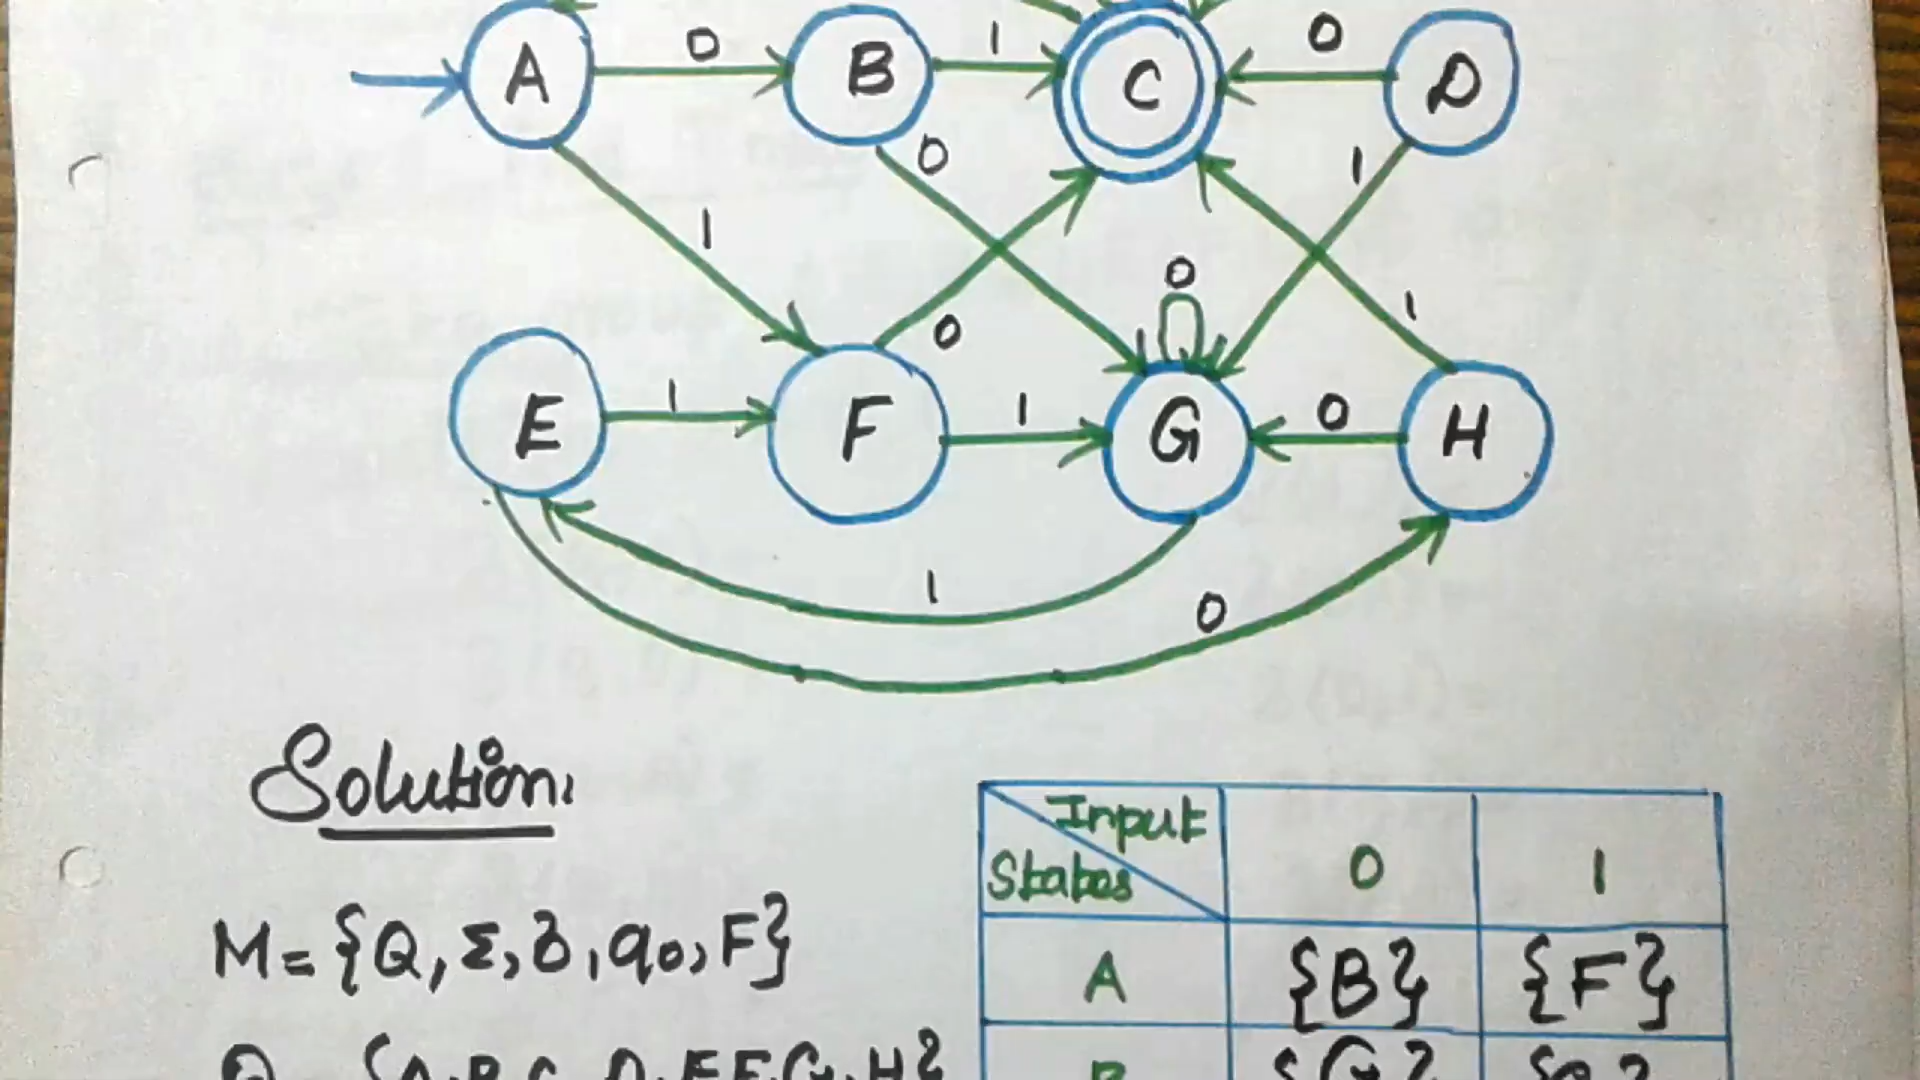 A 0 B 1 C 0 D
0 1
1
0
0 1
E 1 F 1 G 0 H
1
0
Solution:
M = {Q, Σ, δ, q0, F}
Input
States 0 1
A {B} {F}
Q = {A, B, C, D, E, F, G, H}
B {G}